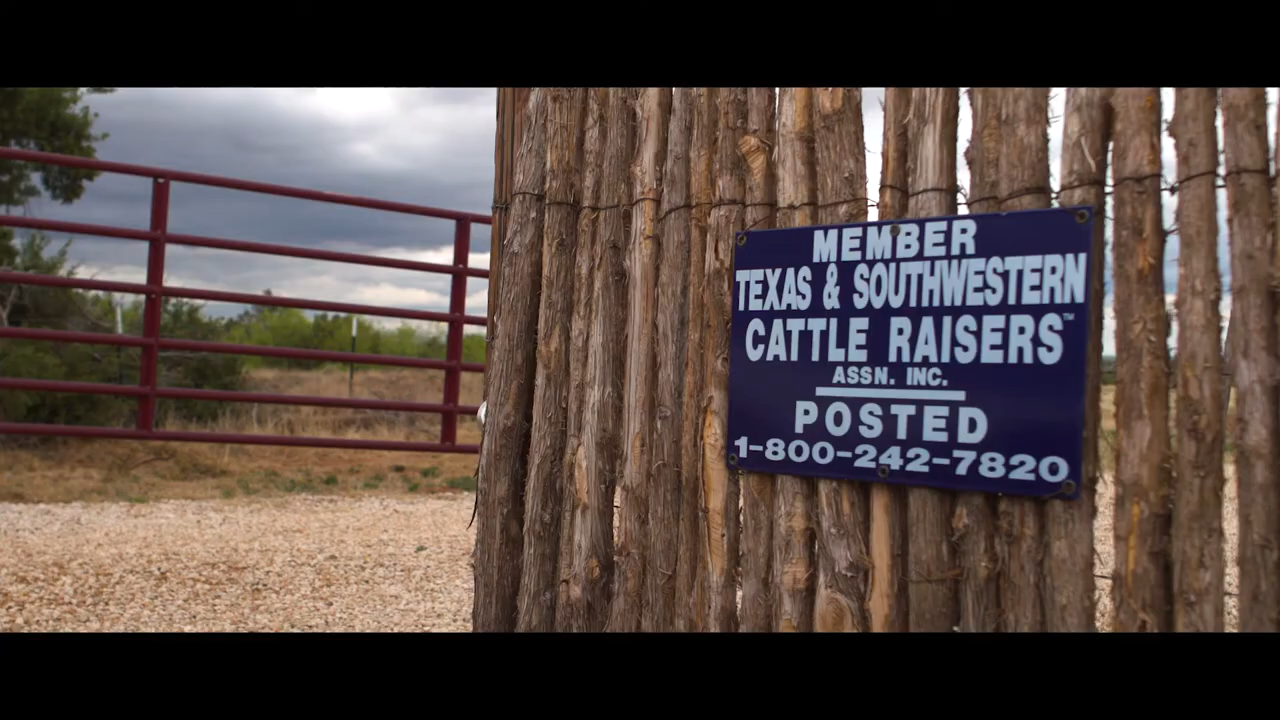 MEMBER
TEXAS & SOUTHWESTERN
CATTLE RAISERS™
ASSN. INC.
POSTED
1-800-242-7820